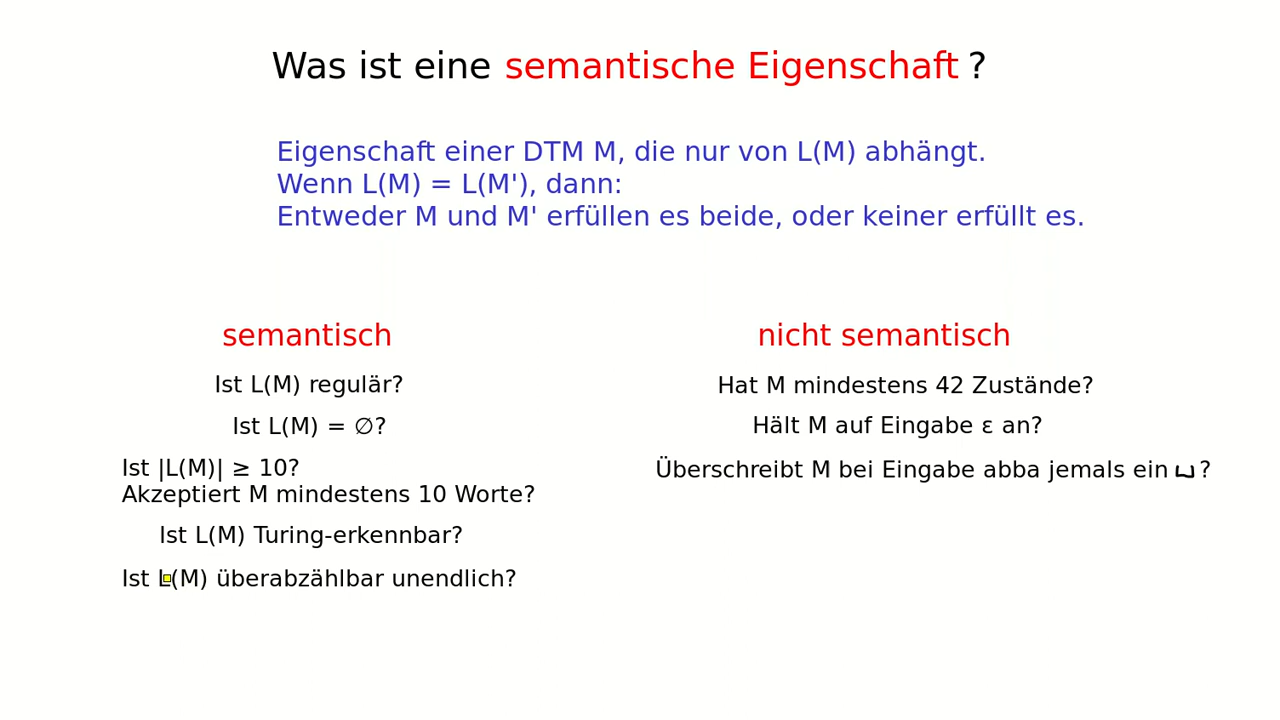 Was ist eine semantische Eigenschaft ?
Eigenschaft einer DTM M, die nur von L(M) abhängt.
Wenn L(M) = L(M'), dann:
Entweder M und M' erfüllen es beide, oder keiner erfüllt es.
semantisch
Ist L(M) regulär?
Ist L(M) = ∅?
Ist |L(M)| ≥ 10?
Akzeptiert M mindestens 10 Worte?
Ist L(M) Turing-erkennbar?
Ist L(M) überabzählbar unendlich?
nicht semantisch
Hat M mindestens 42 Zustände?
Hält M auf Eingabe ε an?
Überschreibt M bei Eingabe abba jemals ein ⌴?